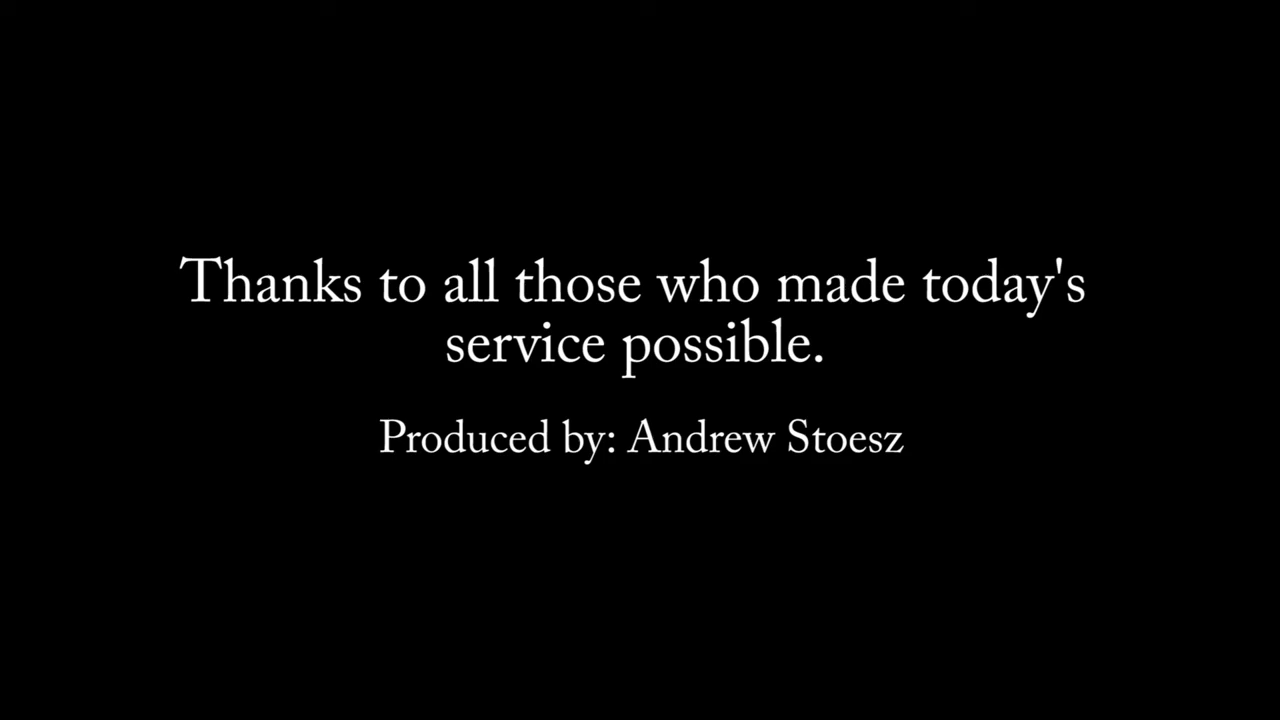 Thanks to all those who made today's
service possible.
Produced by: Andrew Stoesz